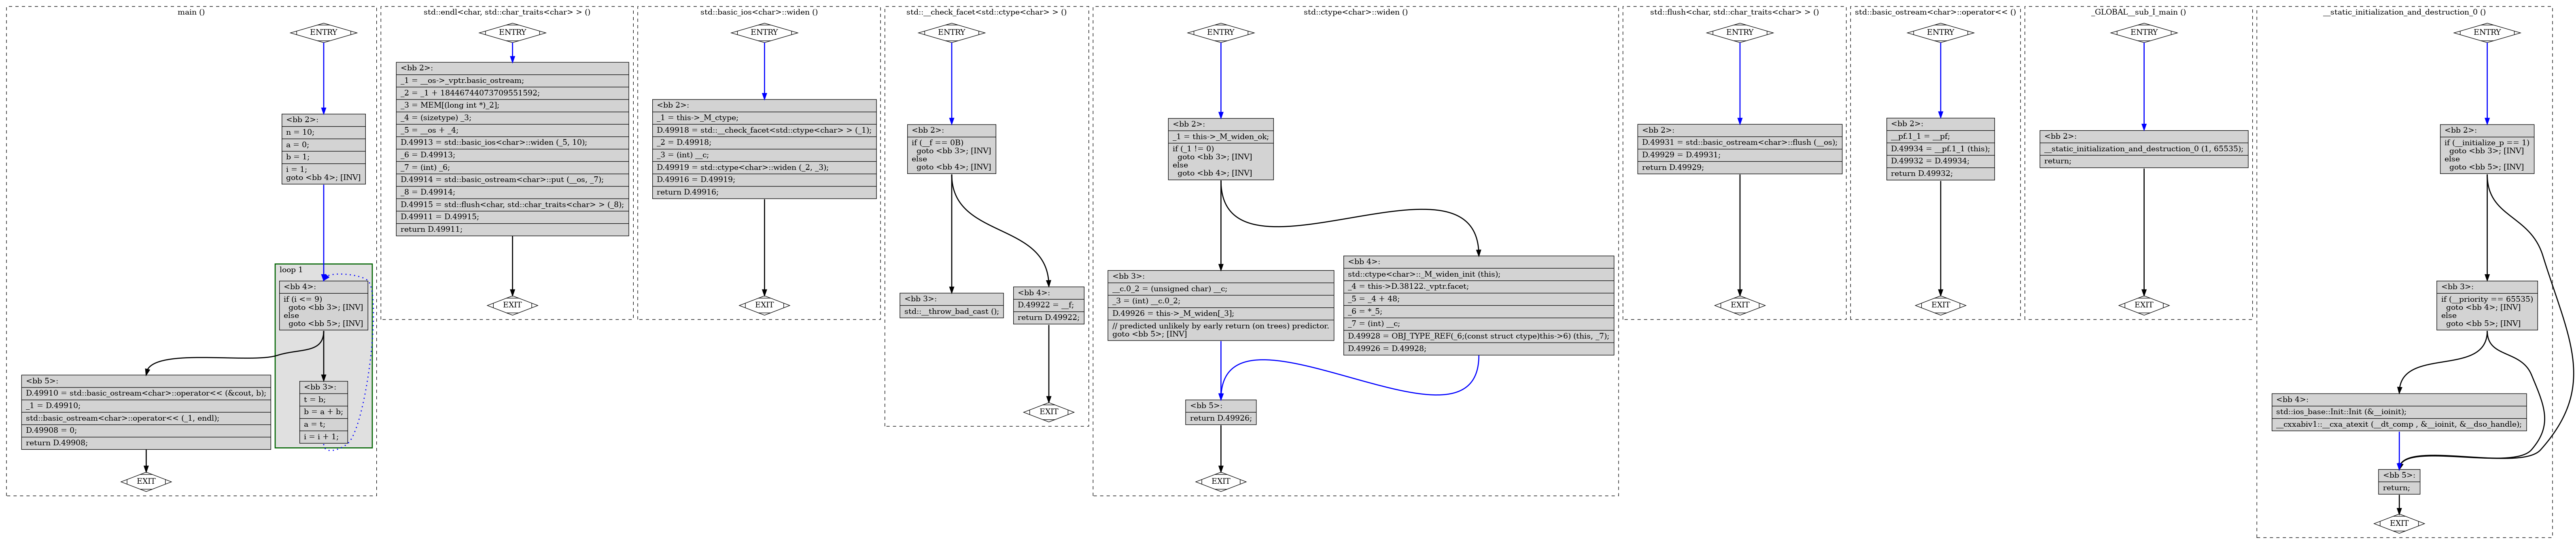 main ()
ENTRY
<bb 2>:
n = 10;
a = 0;
b = 1;
i = 1;
goto <bb 4>; [INV]
loop 1
<bb 4>:
if (i <= 9)
goto <bb 3>; [INV]
else
goto <bb 5>; [INV]
<bb 5>:
D.49910 = std::basic_ostream<char>::operator<< (&cout, b);
_1 = D.49910;
std::basic_ostream<char>::operator<< (_1, endl);
D.49908 = 0;
return D.49908;
<bb 3>:
t = b;
b = a + b;
a = t;
i = i + 1;
EXIT
std::endl<char, std::char_traits<char> > ()
ENTRY
<bb 2>:
_1 = __os->_vptr.basic_ostream;
_2 = _1 + 18446744073709551592;
_3 = MEM[(long int *)_2];
_4 = (sizetype) _3;
_5 = __os + _4;
D.49913 = std::basic_ios<char>::widen (_5, 10);
_6 = D.49913;
_7 = (int) _6;
D.49914 = std::basic_ostream<char>::put (__os, _7);
_8 = D.49914;
D.49915 = std::flush<char, std::char_traits<char> > (_8);
D.49911 = D.49915;
return D.49911;
EXIT
std::basic_ios<char>::widen ()
ENTRY
<bb 2>:
_1 = this->_M_ctype;
D.49918 = std::__check_facet<std::ctype<char> > (_1);
_2 = D.49918;
_3 = (int) __c;
D.49919 = std::ctype<char>::widen (_2, _3);
D.49916 = D.49919;
return D.49916;
EXIT
std::__check_facet<std::ctype<char> > ()
ENTRY
<bb 2>:
if (__f == 0B)
goto <bb 3>; [INV]
else
goto <bb 4>; [INV]
<bb 3>:
std::__throw_bad_cast ();
<bb 4>:
D.49922 = __f;
return D.49922;
EXIT
std::ctype<char>::widen ()
ENTRY
<bb 2>:
_1 = this->_M_widen_ok;
if (_1 != 0)
goto <bb 3>; [INV]
else
goto <bb 4>; [INV]
<bb 3>:
__c.0_2 = (unsigned char) __c;
_3 = (int) __c.0_2;
D.49926 = this->_M_widen[_3];
// predicted unlikely by early return (on trees) predictor.
goto <bb 5>; [INV]
<bb 4>:
std::ctype<char>::_M_widen_init (this);
_4 = this->D.38122._vptr.facet;
_5 = _4 + 48;
_6 = *_5;
_7 = (int) __c;
D.49928 = OBJ_TYPE_REF(_6;(const struct ctype)this->6) (this, _7);
D.49926 = D.49928;
<bb 5>:
return D.49926;
EXIT
std::flush<char, std::char_traits<char> > ()
ENTRY
<bb 2>:
D.49931 = std::basic_ostream<char>::flush (__os);
D.49929 = D.49931;
return D.49929;
EXIT
std::basic_ostream<char>::operator<< ()
ENTRY
<bb 2>:
__pf.1_1 = __pf;
D.49934 = __pf.1_1 (this);
D.49932 = D.49934;
return D.49932;
EXIT
_GLOBAL__sub_I_main ()
ENTRY
<bb 2>:
__static_initialization_and_destruction_0 (1, 65535);
return;
EXIT
__static_initialization_and_destruction_0 ()
ENTRY
<bb 2>:
if (__initialize_p == 1)
goto <bb 3>; [INV]
else
goto <bb 5>; [INV]
<bb 3>:
if (__priority == 65535)
goto <bb 4>; [INV]
else
goto <bb 5>; [INV]
<bb 4>:
std::ios_base::Init::Init (&__ioinit);
__cxxabiv1::__cxa_atexit (__dt_comp , &__ioinit, &__dso_handle);
<bb 5>:
return;
EXIT